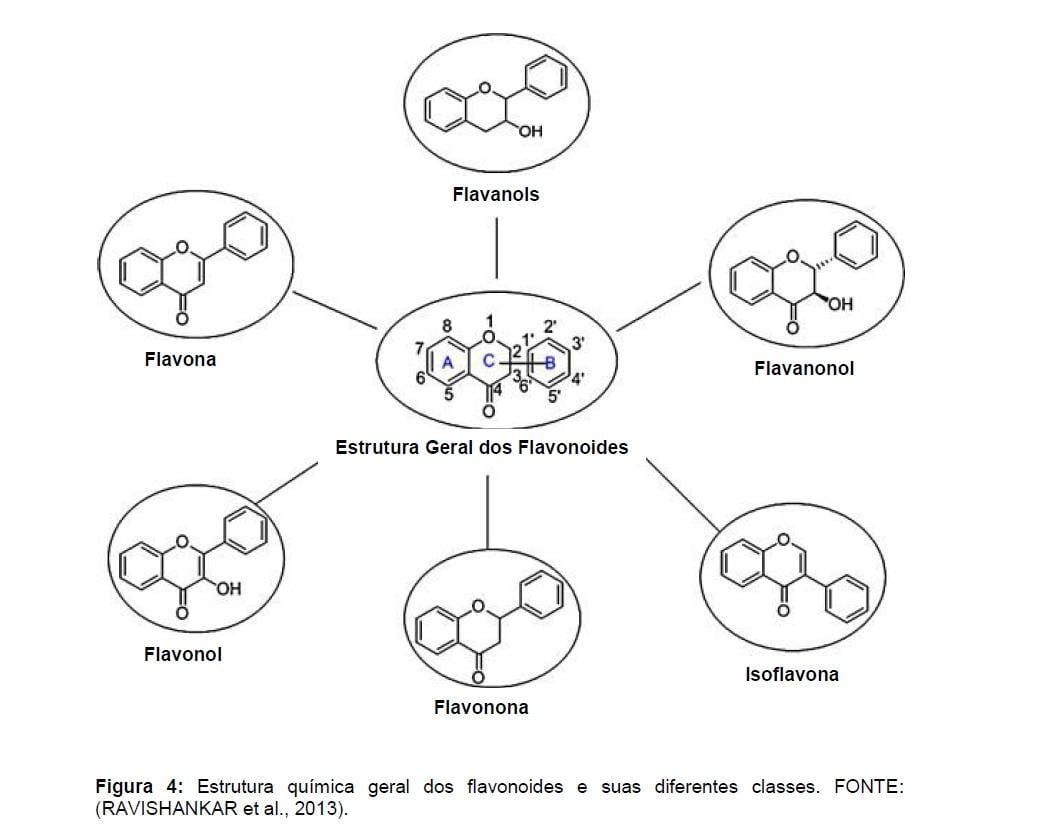 O
OH
Flavanols
O
O
Flavona
O
OH
O
Flavanonol
1
8
O
2'
1'
3'
7
2
A
C
B
6
3
6'
4'
5
4
5'
O
Estrutura Geral dos Flavonoides
O
OH
O
Flavonol
O
O
Flavonona
O
O
Isoflavona
Figura 4: Estrutura química geral dos flavonoides e suas diferentes classes. FONTE:
(RAVISHANKAR et al., 2013).